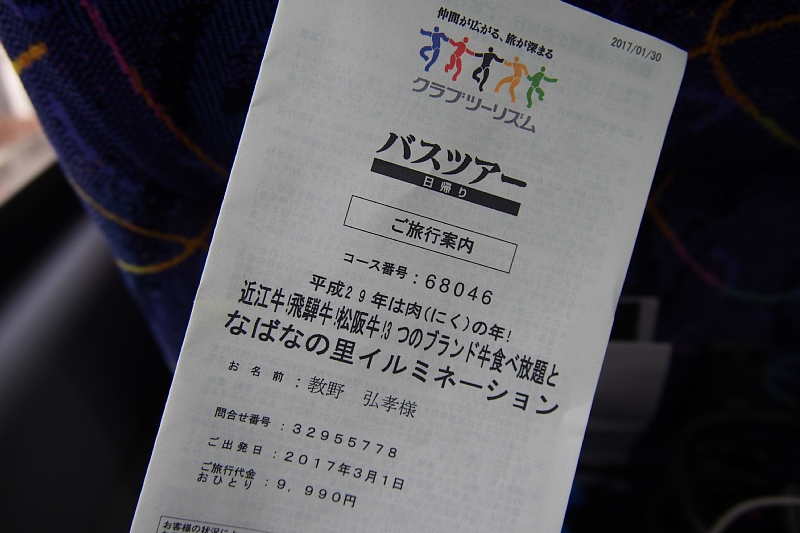 2017/01/30
仲間が広がる、旅が深まる
クラブツーリズム
バスツアー
日帰り
ご旅行案内
コース番号:68046
平成29年は肉(にく)の年!
近江牛!飛騨牛!松阪牛!3つのブランド牛食べ放題と
なばなの里イルミネーション
お名前:教野 弘孝様
問合せ番号:32955778
ご出発日:2017年3月1日
ご旅行代金
おひとり:9,990円
お客様の状況によ